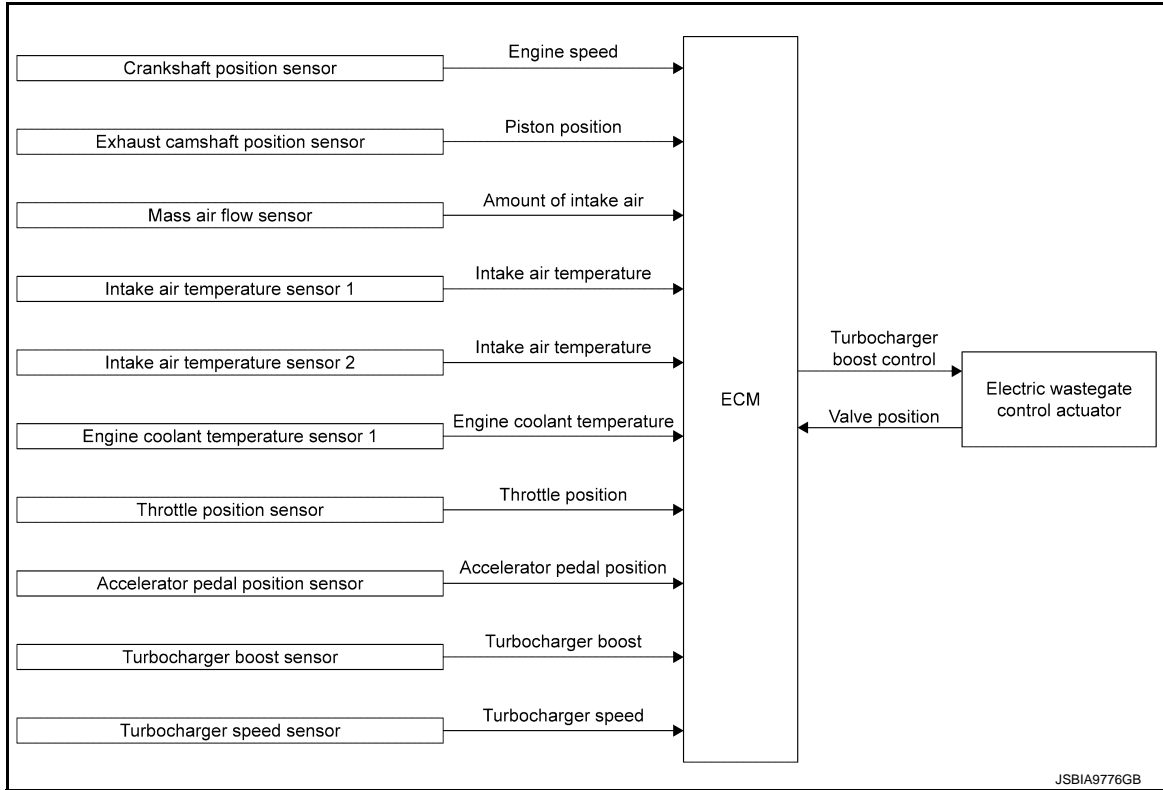 Crankshaft position sensor
Engine speed
Exhaust camshaft position sensor
Piston position
Mass air flow sensor
Amount of intake air
Intake air temperature sensor 1
Intake air temperature
Intake air temperature sensor 2
Intake air temperature
Engine coolant temperature sensor 1
Engine coolant temperature
Throttle position sensor
Throttle position
Accelerator pedal position sensor
Accelerator pedal position
Turbocharger boost sensor
Turbocharger boost
Turbocharger speed sensor
Turbocharger speed
ECM
Turbocharger
boost control
Valve position
Electric wastegate
control actuator
JSBIA9776GB